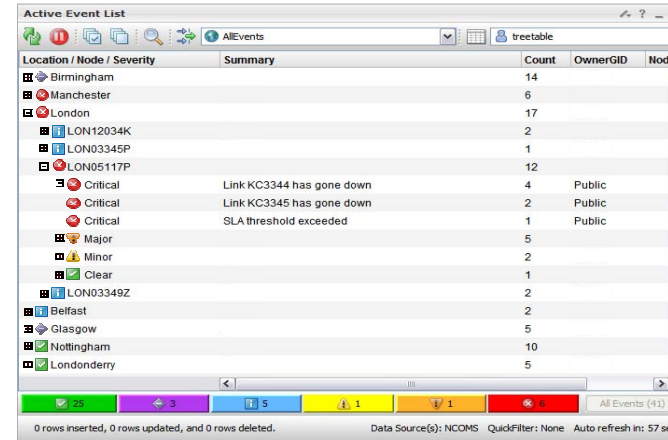 Active Event List
AllEvents treetable
Location / Node / Severity Summary Count OwnerGID Nod
Birmingham 14
Manchester 6
London 17
LON12034K 2
LON03345P 1
LON05117P 12
Critical Link KC3344 has gone down 4 Public
Critical Link KC3345 has gone down 2 Public
Critical SLA threshold exceeded 1 Public
Major 5
Minor 2
Clear 1
LON03349Z 2
Belfast 2
Glasgow 5
Nottingham 10
Londonderry 5
25 3 5 1 1 6 All Events (41)
0 rows inserted, 0 rows updated, and 0 rows deleted. Data Source(s): NCOMS QuickFilter: None Auto refresh in: 57 s